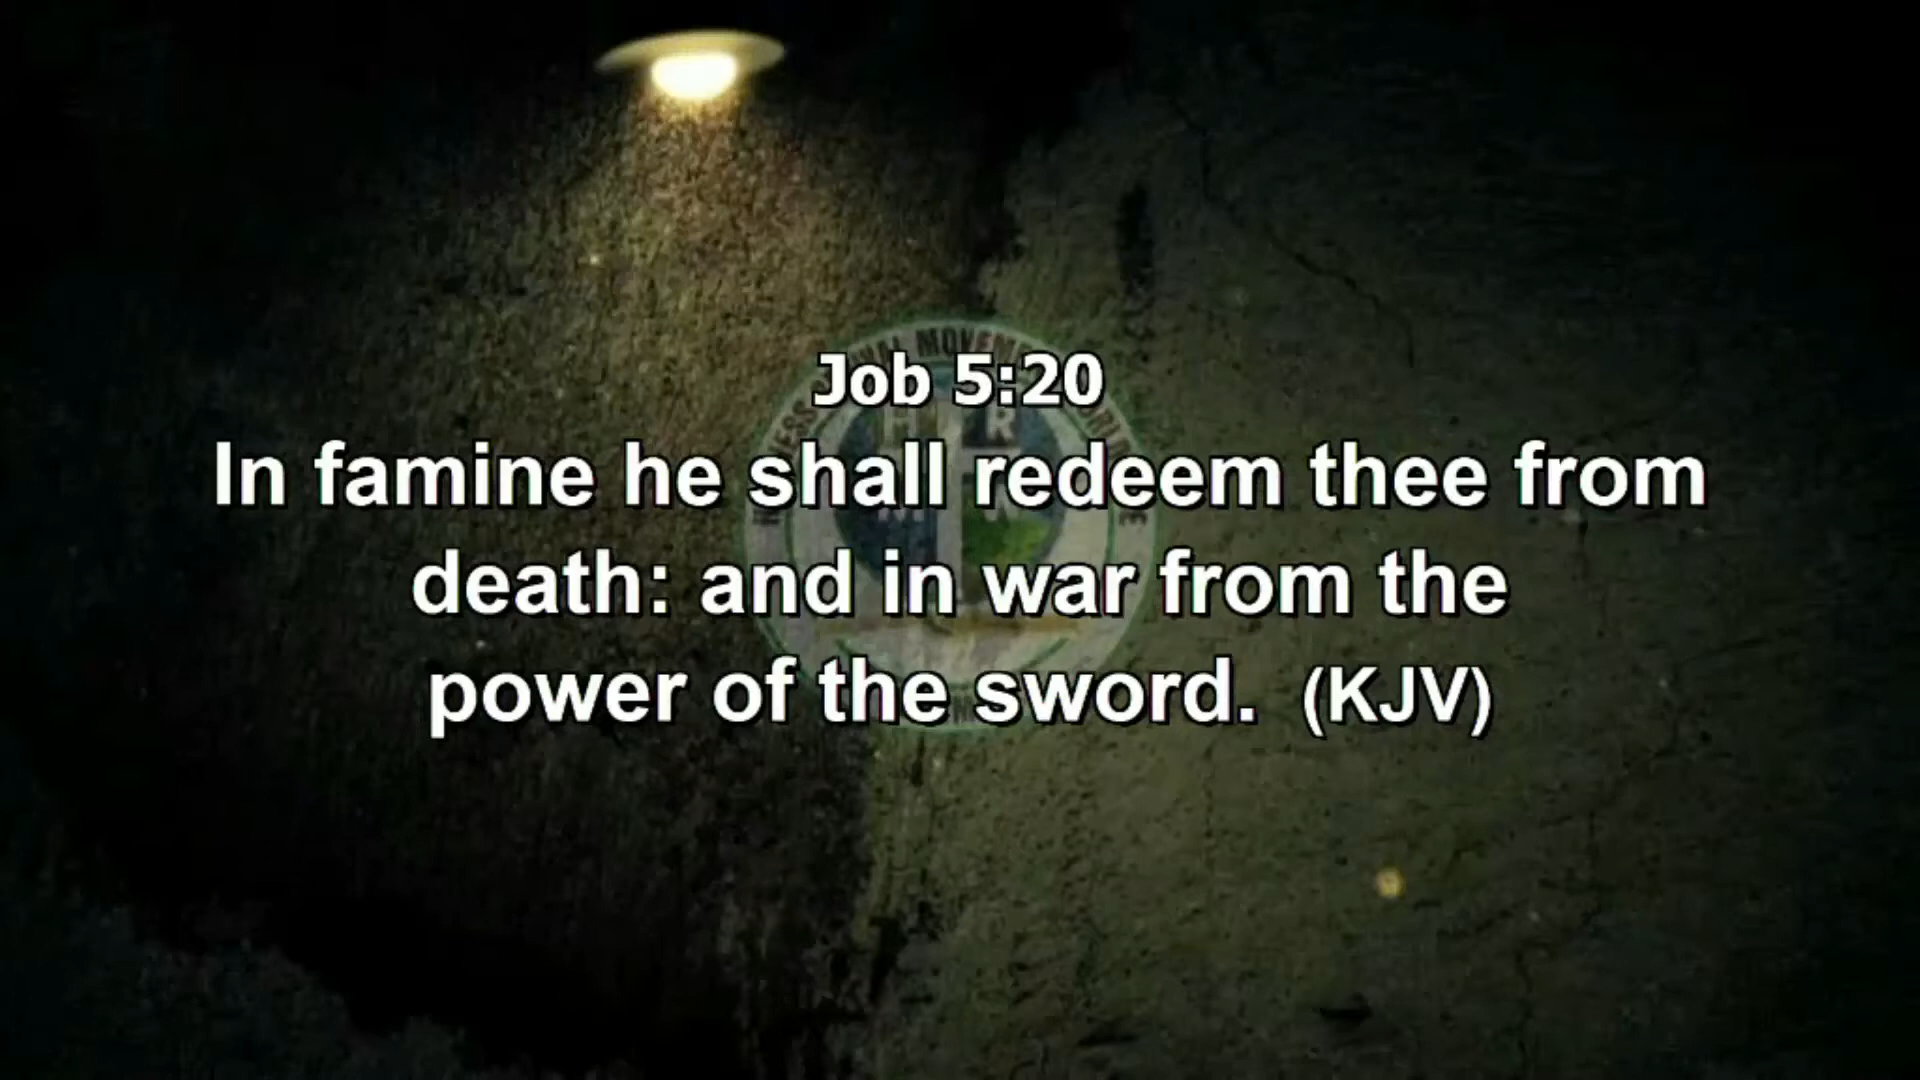 Job 5:20
In famine he shall redeem thee from
death: and in war from the
power of the sword. (KJV)